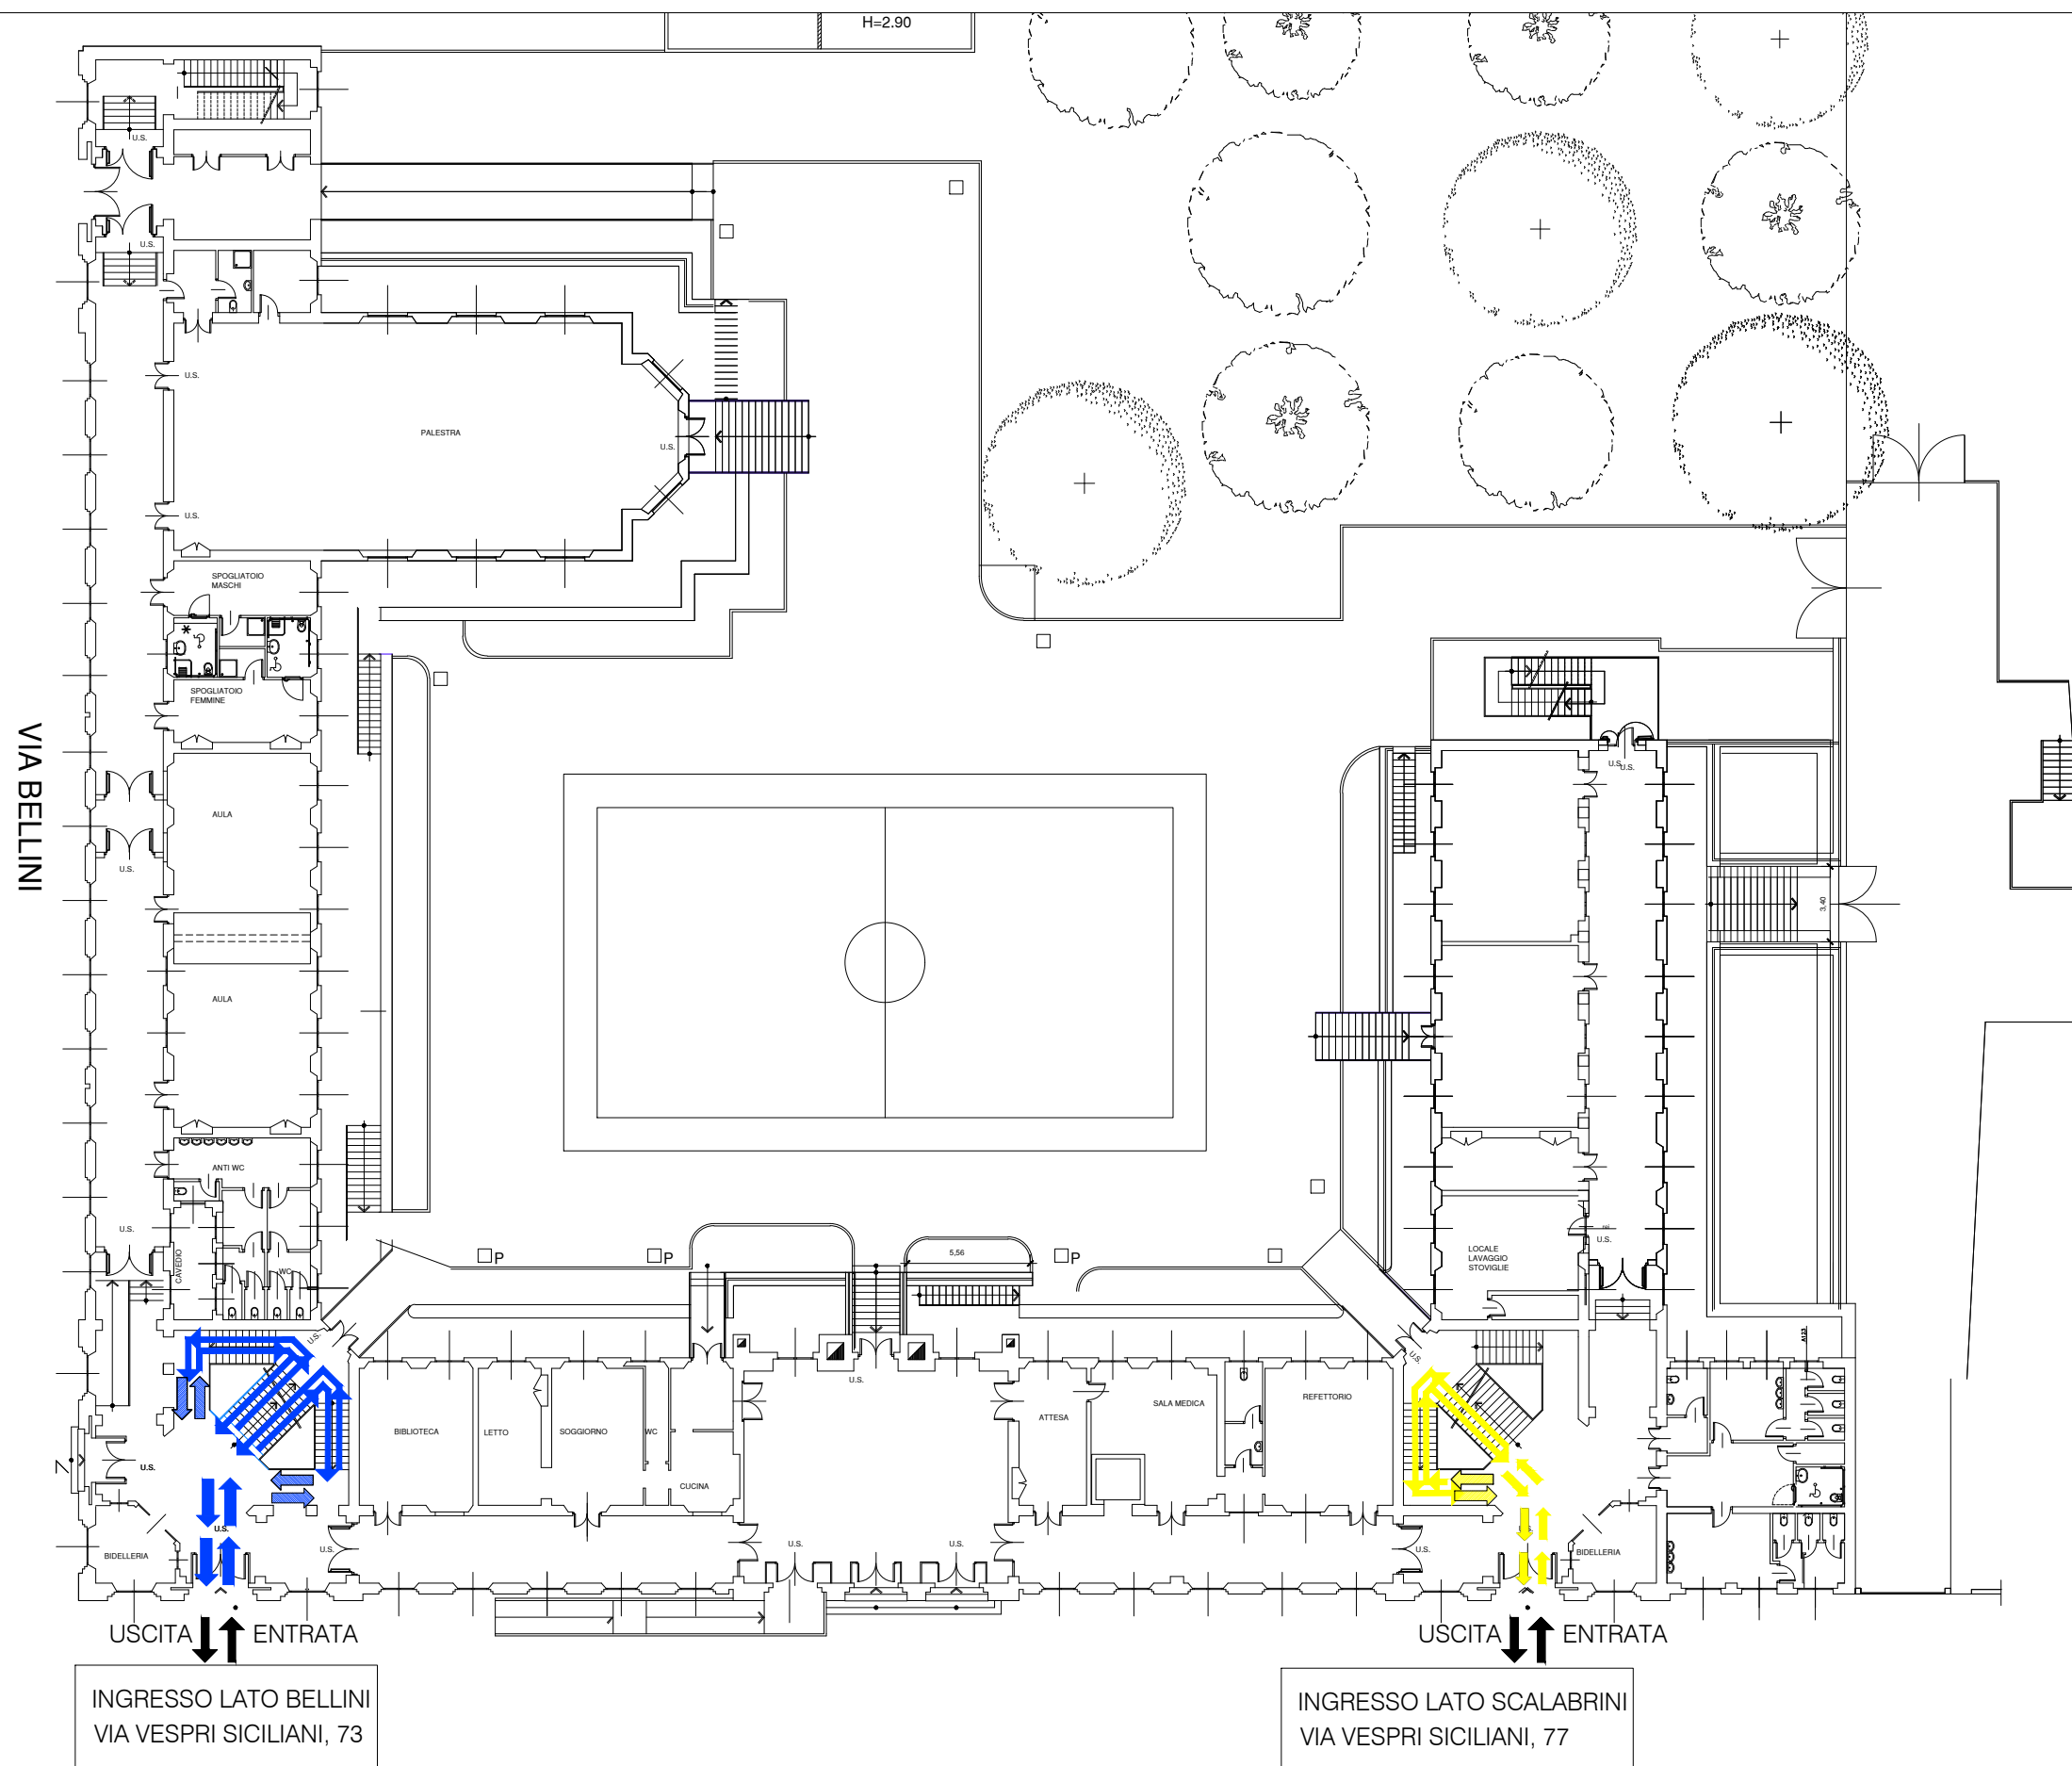 H=2.90
U.S.
U.S.
U.S.
PALESTRA
U.S.
U.S.
SPOGLIATOIO
MASCHI
SPOGLIATOIO
FEMMINE
VIA BELLINI
U.S.
U.S.
AULA
U.S.
3,40
AULA
ANTI WC
U.S.
CAVEDIO
WC
P
P
5,56
P
U.S.
LOCALE
LAVAGGIO
STOVIGLIE
U.S.
U.S.
U.S.
BIBLIOTECA
LETTO
SOGGIORNO
WC
CUCINA
ATTESA
SALA MEDICA
REFETTORIO
U.S.
U.S.
BIDELLERIA
U.S.
U.S.
U.S.
U.S.
BIDELLERIA
USCITA
ENTRATA
USCITA
ENTRATA
INGRESSO LATO BELLINI
VIA VESPRI SICILIANI, 73
INGRESSO LATO SCALABRINI
VIA VESPRI SICILIANI, 77